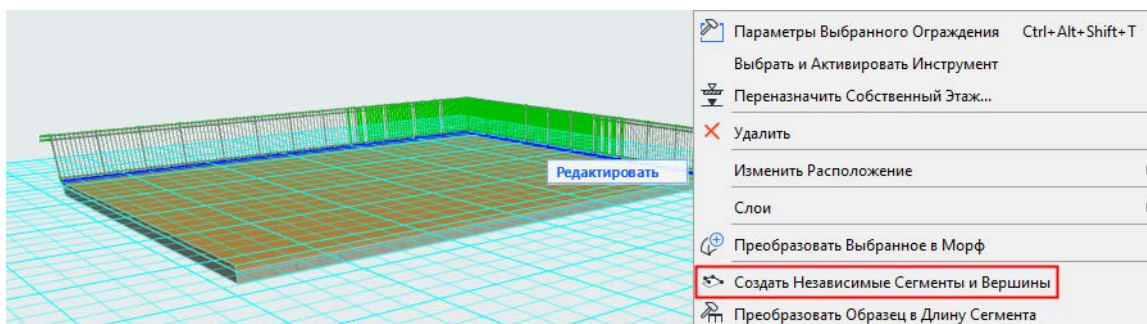 Параметры Выбранного Ограждения Ctrl+Alt+Shift+T
Выбрать и Активировать Инструмент
Переназначить Собственный Этаж...
Удалить
Редактировать
Изменить Расположение
Слои
Преобразовать Выбранное в Морф
Создать Независимые Сегменты и Вершины
Преобразовать Образец в Длину Сегмента